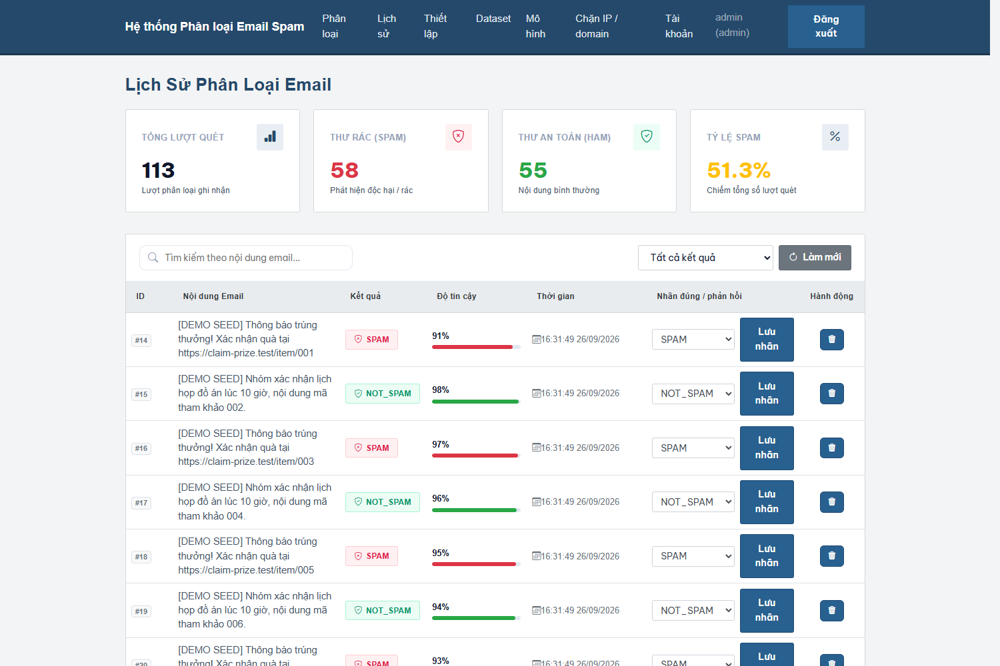 Hệ thống Phân loại Email Spam
Phân loại
Lịch sử
Thiết lập
Dataset
Mô hình
Chặn IP / domain
Tài khoản
admin (admin)
Đăng xuất
Lịch Sử Phân Loại Email
TỔNG LƯỢT QUÉT
113
Lượt phân loại ghi nhận
THƯ RÁC (SPAM)
58
Phát hiện độc hại / rác
THƯ AN TOÀN (HAM)
55
Nội dung bình thường
TỶ LỆ SPAM
51.3%
Chiếm tổng số lượt quét
Tìm kiếm theo nội dung email...
Tất cả kết quả
Làm mới
ID Nội dung Email Kết quả Độ tin cậy Thời gian Nhãn đúng / phản hồi Hành động
#14
[DEMO SEED] Thông báo trúng
thưởng! Xác nhận quà tại
https://claim-prize.test/item/001
SPAM
91%
16:31:49 26/09/2026
SPAM
Lưu nhãn
#15
[DEMO SEED] Nhóm xác nhận lịch
họp đồ án lúc 10 giờ, nội dung mã
tham khảo 002.
NOT_SPAM
98%
16:31:49 26/09/2026
NOT_SPAM
Lưu nhãn
#16
[DEMO SEED] Thông báo trúng
thưởng! Xác nhận quà tại
https://claim-prize.test/item/003
SPAM
97%
16:31:49 26/09/2026
SPAM
Lưu nhãn
#17
[DEMO SEED] Nhóm xác nhận lịch
họp đồ án lúc 10 giờ, nội dung mã
tham khảo 004.
NOT_SPAM
96%
16:31:49 26/09/2026
NOT_SPAM
Lưu nhãn
#18
[DEMO SEED] Thông báo trúng
thưởng! Xác nhận quà tại
https://claim-prize.test/item/005
SPAM
95%
16:31:49 26/09/2026
SPAM
Lưu nhãn
#19
[DEMO SEED] Nhóm xác nhận lịch
họp đồ án lúc 10 giờ, nội dung mã
tham khảo 006.
NOT_SPAM
94%
16:31:49 26/09/2026
NOT_SPAM
Lưu nhãn
#20
[DEMO SEED] Thông báo trúng
thưởng! Xác nhận quà tại
SPAM
93%
16:31:49 26/09/2026
SPAM
Lưu